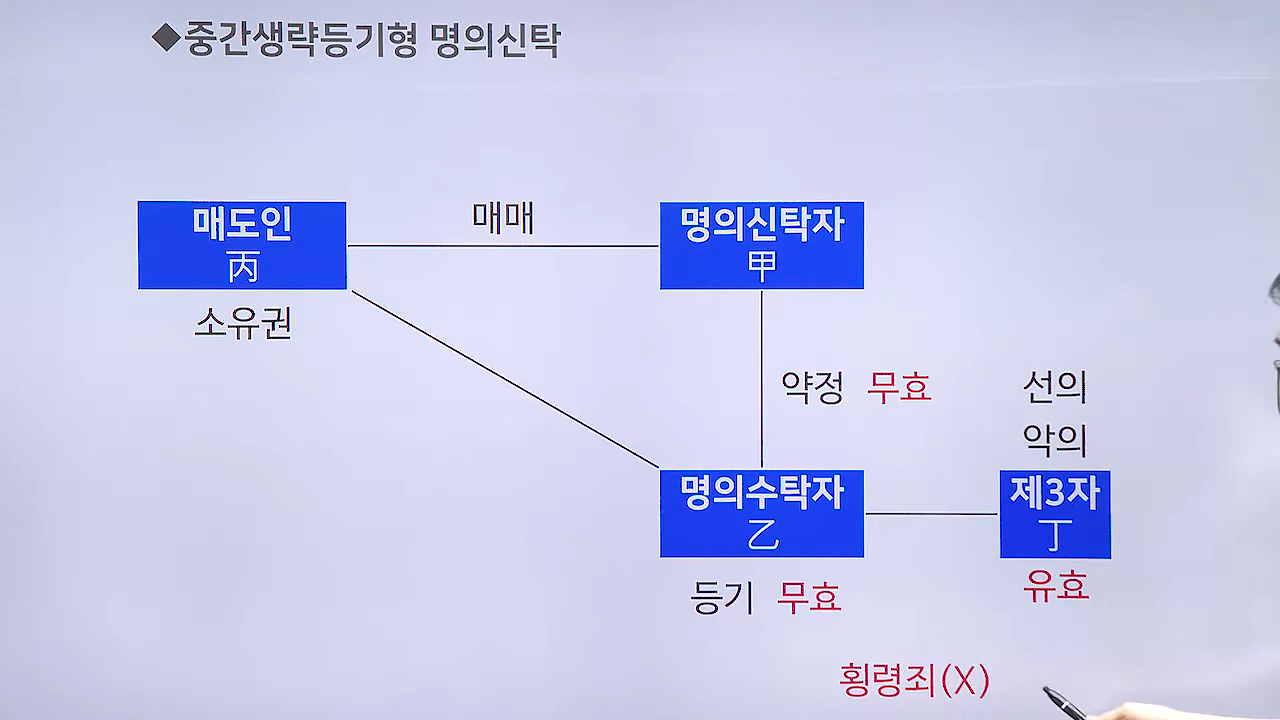 ◆중간생략등기형 명의신탁
매도인
丙
소유권
매매
명의신탁자
甲
약정 무효
선의
악의
명의수탁자
乙
등기 무효
제3자
丁
유효
횡령죄(X)